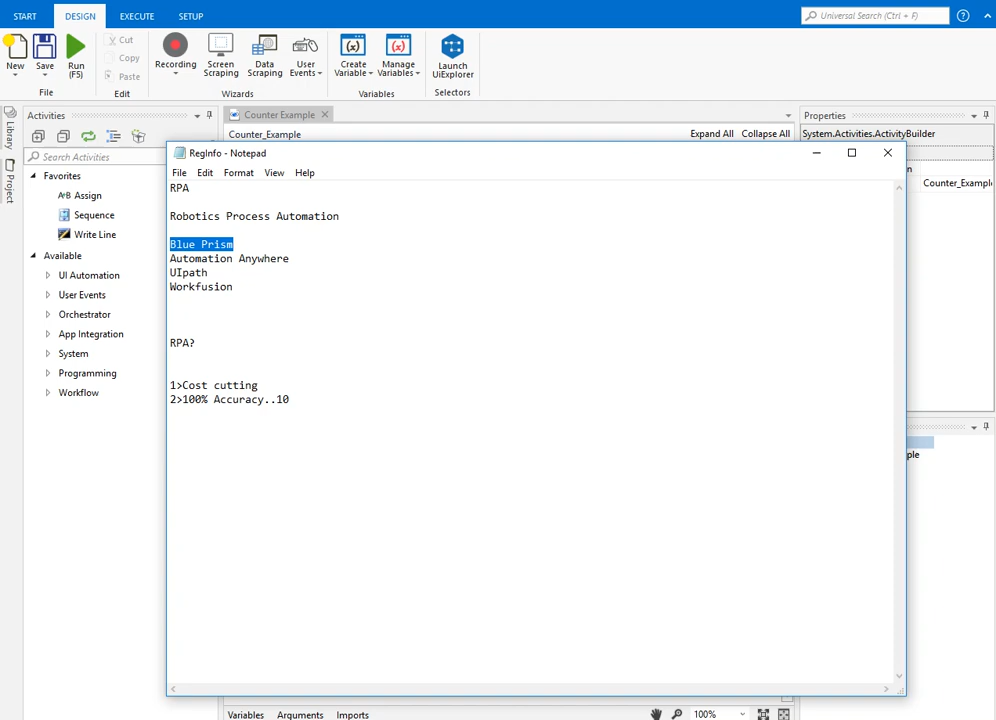 START DESIGN EXECUTE SETUP
Universal Search (Ctrl + F)
New Save Run (F5)
Cut
Copy
Paste
Recording Screen Scraping Data Scraping User Events
Create Variable Manage Variables
Launch UiExplorer
File Edit Wizards Variables Selectors
Library
Project
Activities
Search Activities
Favorites
Assign
Sequence
Write Line
Available
UI Automation
User Events
Orchestrator
App Integration
System
Programming
Workflow
Counter Example
Counter_Example Expand All Collapse All
Properties
System.Activities.ActivityBuilder
n
Counter_Example
ple
RegInfo - Notepad
File Edit Format View Help
RPA
Robotics Process Automation
Blue Prism
Automation Anywhere
UIpath
Workfusion
RPA?
1>Cost cutting
2>100% Accuracy..10
Variables Arguments Imports 100%